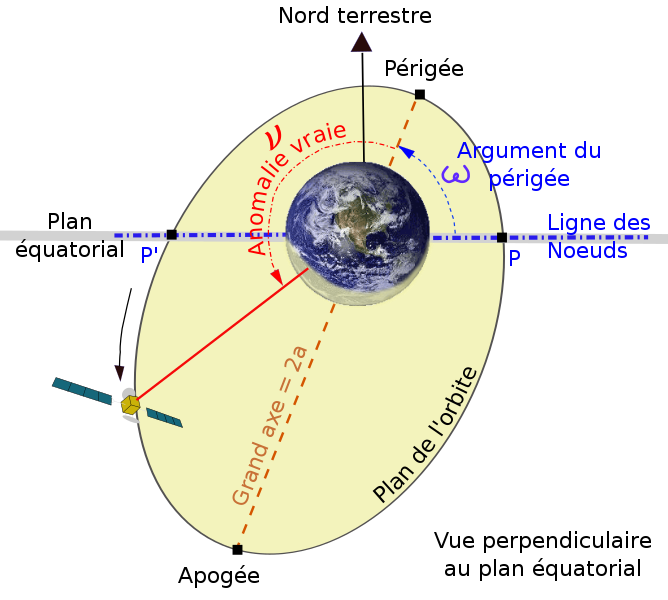 Nord terrestre
Périgée
ν
Anomalie vraie
Argument du
périgée
ω
Plan
équatorial
P'
Ligne des
Noeuds
P
Grand axe = 2a
Plan de l'orbite
Apogée
Vue perpendiculaire
au plan équatorial